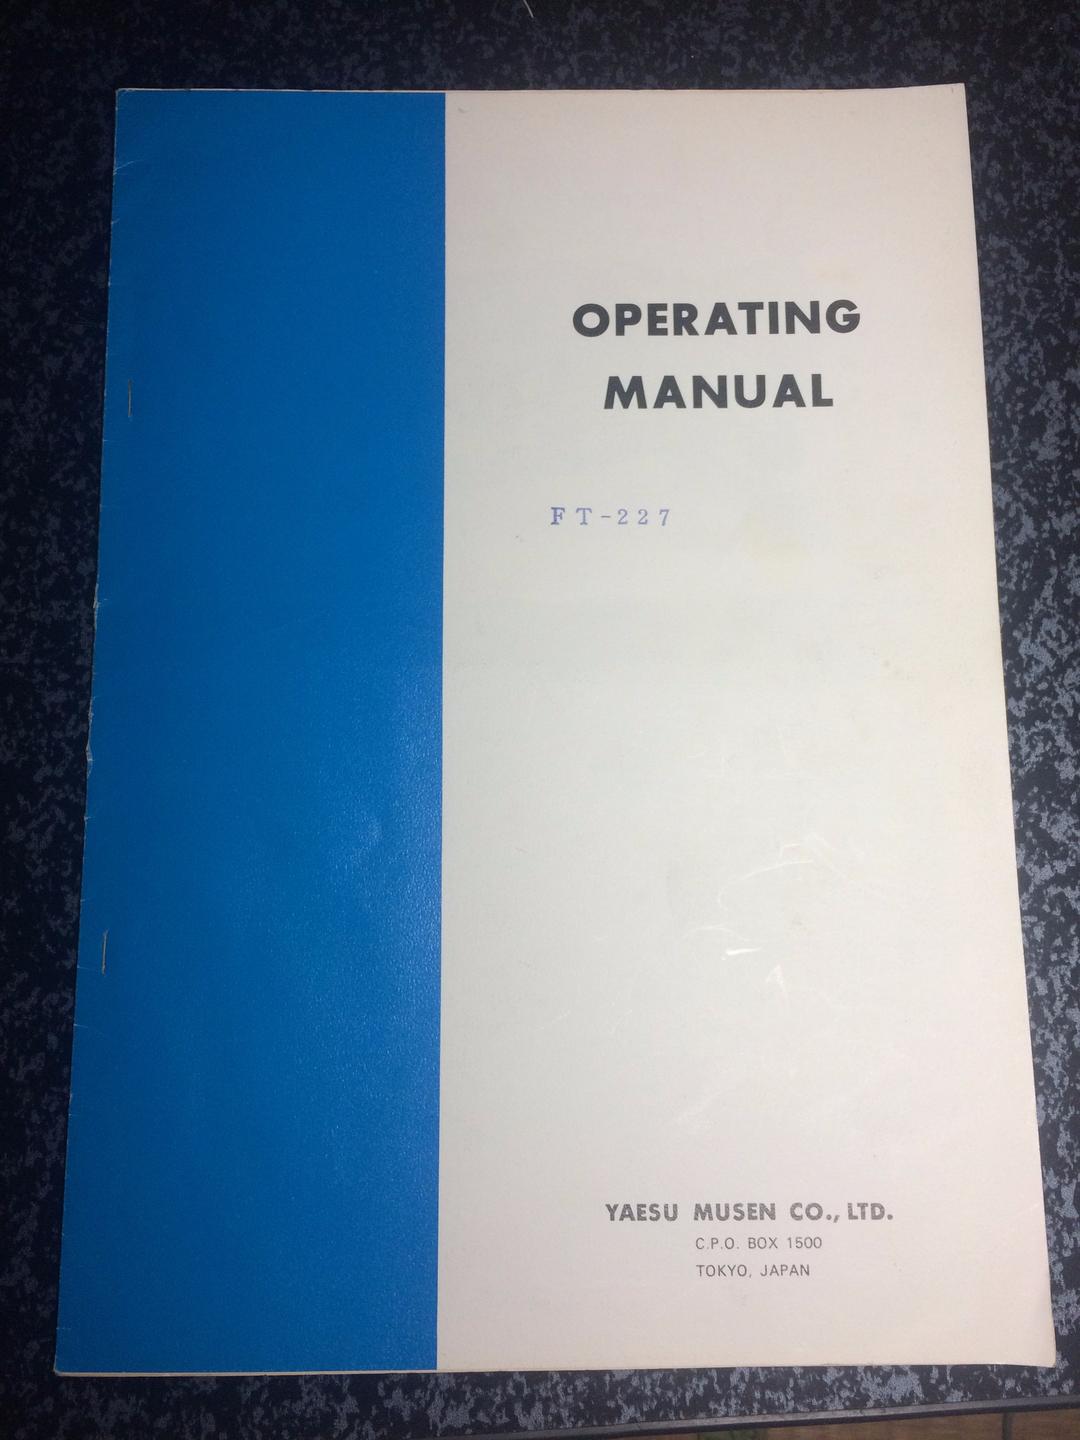 OPERATING
MANUAL
FT-227
YAESU MUSEN CO., LTD.
C.P.O. BOX 1500
TOKYO, JAPAN